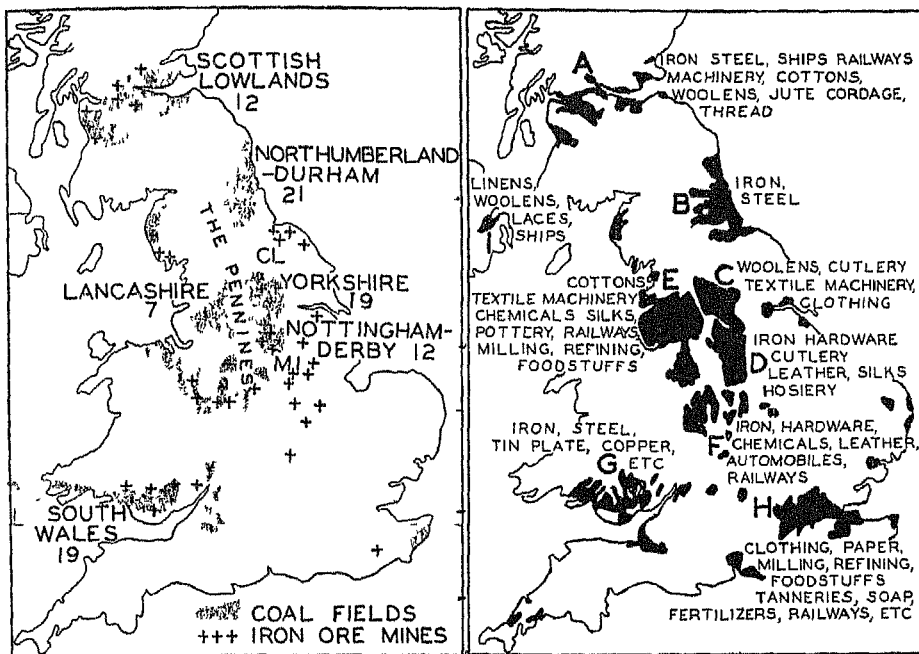 SCOTTISH
LOWLANDS
12
NORTHUMBERLAND
-DURHAM
21
THE PENNINES
CL
YORKSHIRE
19
LANCASHIRE
7
NOTTINGHAM-
DERBY 12
MI
SOUTH
WALES
19
COAL FIELDS
+++ IRON ORE MINES
A
IRON STEEL, SHIPS RAILWAYS
MACHINERY, COTTONS,
WOOLENS, JUTE CORDAGE,
THREAD
LINENS,
WOOLENS,
LACES,
SHIPS
I
B
IRON,
STEEL
E
COTTONS
TEXTILE MACHINERY
CHEMICALS SILKS,
POTTERY, RAILWAYS
MILLING, REFINING,
FOODSTUFFS
C
WOOLENS, CUTLERY
TEXTILE MACHINERY,
CLOTHING
D
IRON HARDWARE
CUTLERY
LEATHER, SILKS
HOSIERY
IRON, STEEL,
TIN PLATE, COPPER,
ETC
G
F
IRON, HARDWARE,
CHEMICALS, LEATHER,
AUTOMOBILES,
RAILWAYS
H
CLOTHING, PAPER,
MILLING, REFINING,
FOODSTUFFS
TANNERIES, SOAP,
FERTILIZERS, RAILWAYS, ETC